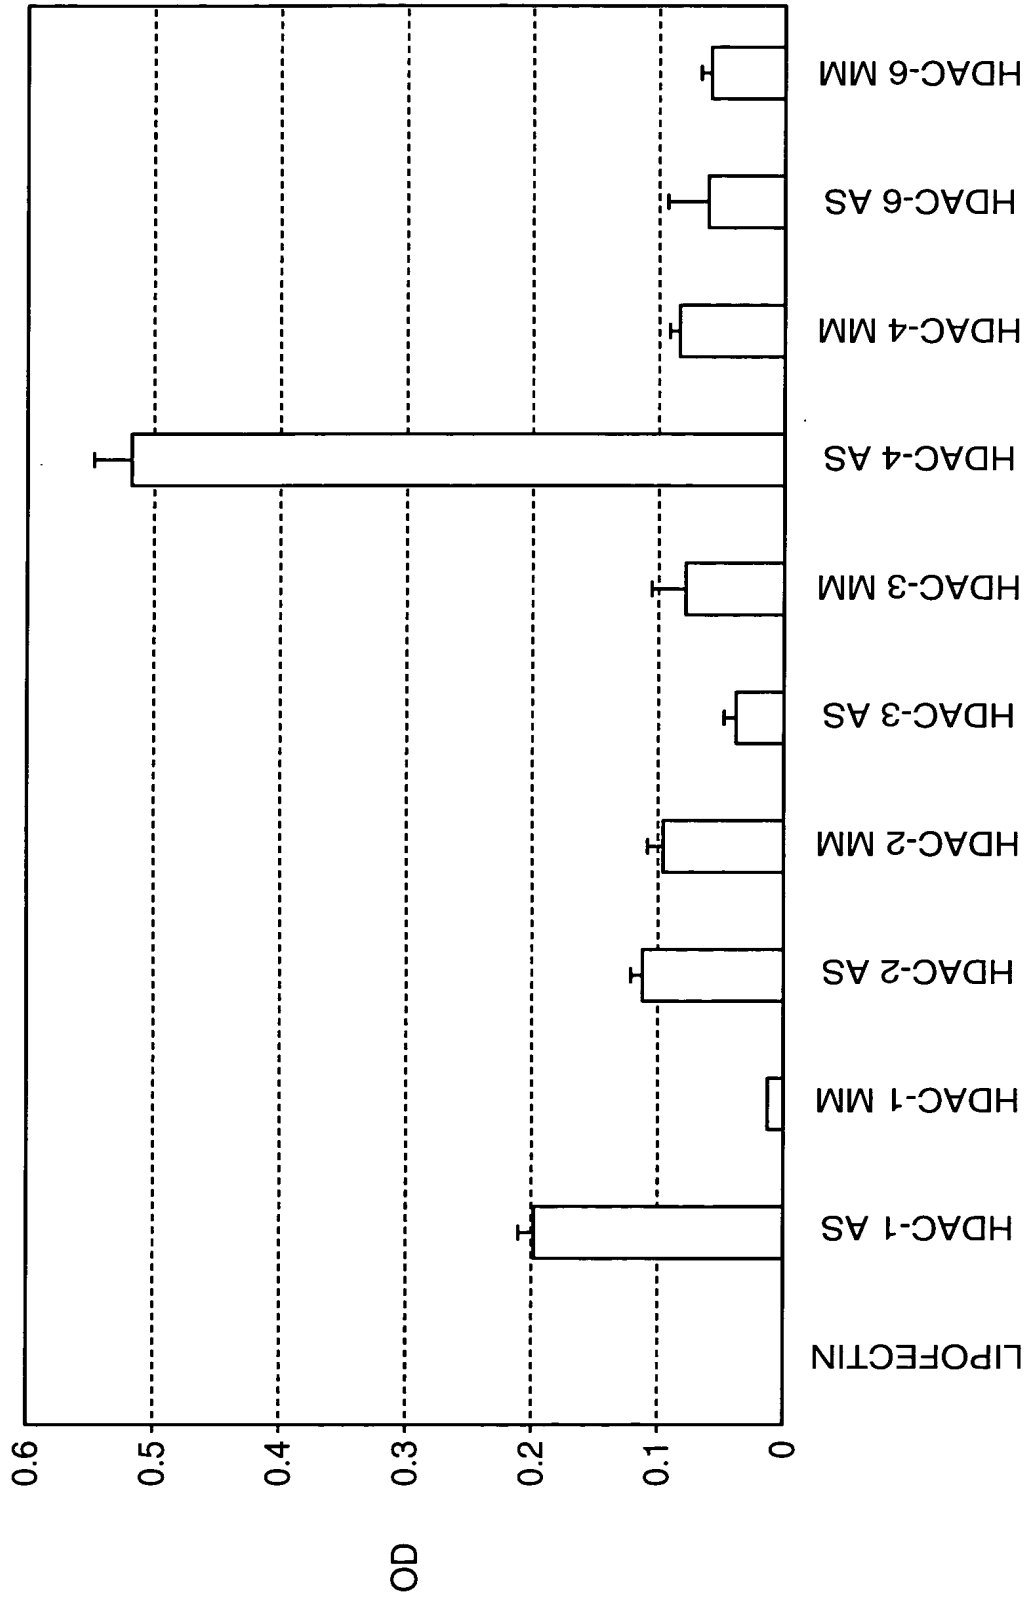 OD
0.6
0.5
0.4
0.3
0.2
0.1
0
LIPOFECTIN
HDAC-1 AS
HDAC-1 MM
HDAC-2 AS
HDAC-2 MM
HDAC-3 AS
HDAC-3 MM
HDAC-4 AS
HDAC-4 MM
HDAC-6 AS
HDAC-6 MM